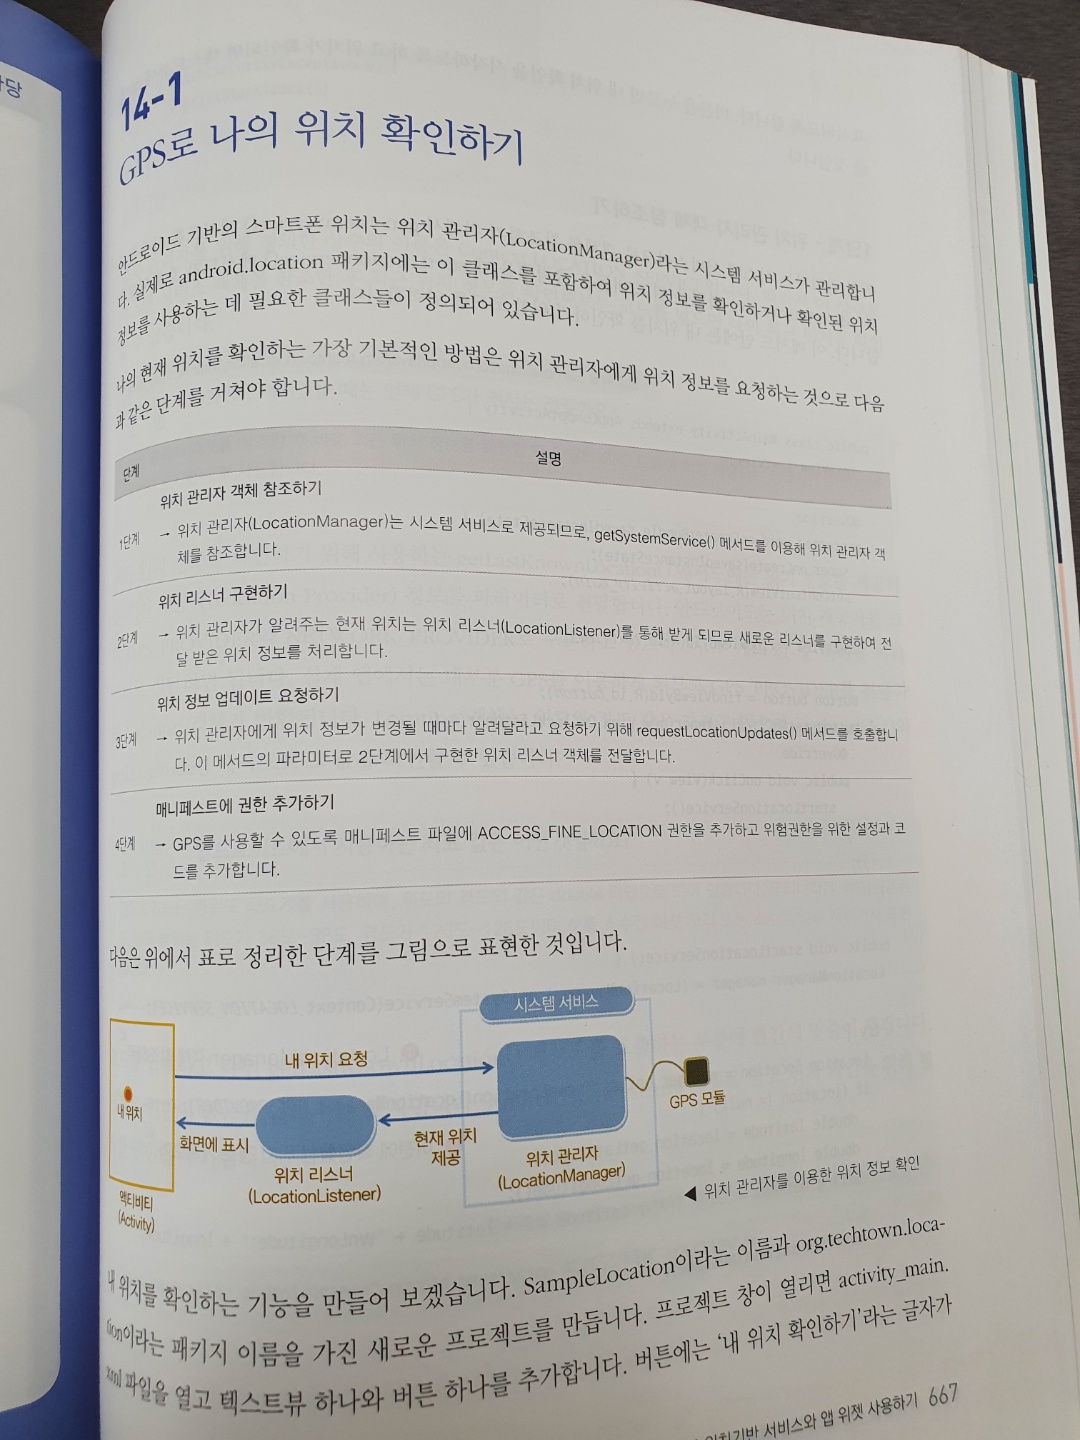 당
14-1
GPS로 나의 위치 확인하기
안드로이드 기반의 스마트폰 위치는 위치 관리자(LocationManager)라는 시스템 서비스가 관리합니
다. 실제로 android.location 패키지에는 이 클래스를 포함하여 위치 정보를 확인하거나 확인된 위치
정보를 사용하는 데 필요한 클래스들이 정의되어 있습니다.
나의 현재 위치를 확인하는 가장 기본적인 방법은 위치 관리자에게 위치 정보를 요청하는 것으로 다음
과 같은 단계를 거쳐야 합니다.
단계 설명
위치 관리자 객체 참조하기
1단계 → 위치 관리자(LocationManager)는 시스템 서비스로 제공되므로, getSystemService() 메서드를 이용해 위치 관리자 객
체를 참조합니다.
위치 리스너 구현하기
2단계 → 위치 관리자가 알려주는 현재 위치는 위치 리스너(LocationListener)를 통해 받게 되므로 새로운 리스너를 구현하여 전
달 받은 위치 정보를 처리합니다.
위치 정보 업데이트 요청하기
3단계 → 위치 관리자에게 위치 정보가 변경될 때마다 알려달라고 요청하기 위해 requestLocationUpdates() 메서드를 호출합니
다. 이 메서드의 파라미터로 2단계에서 구현한 위치 리스너 객체를 전달합니다.
매니페스트에 권한 추가하기
4단계 → GPS를 사용할 수 있도록 매니페스트 파일에 ACCESS_FINE_LOCATION 권한을 추가하고 위험권한을 위한 설정과 코
드를 추가합니다.
다음은 위에서 표로 정리한 단계를 그림으로 표현한 것입니다.
시스템 서비스
내 위치 요청
내 위치
GPS 모듈
화면에 표시
현재 위치
제공
위치 리스너
(LocationListener)
위치 관리자
(LocationManager)
액티비티
(Activity)
◀ 위치 관리자를 이용한 위치 정보 확인
내 위치를 확인하는 기능을 만들어 보겠습니다. SampleLocation이라는 이름과 org.techtown.loca-
tion이라는 패키지 이름을 가진 새로운 프로젝트를 만듭니다. 프로젝트 창이 열리면 activity_main.
xml 파일을 열고 텍스트뷰 하나와 버튼 하나를 추가합니다. 버튼에는 '내 위치 확인하기'라는 글자가
위치기반 서비스와 앱 위젯 사용하기 667